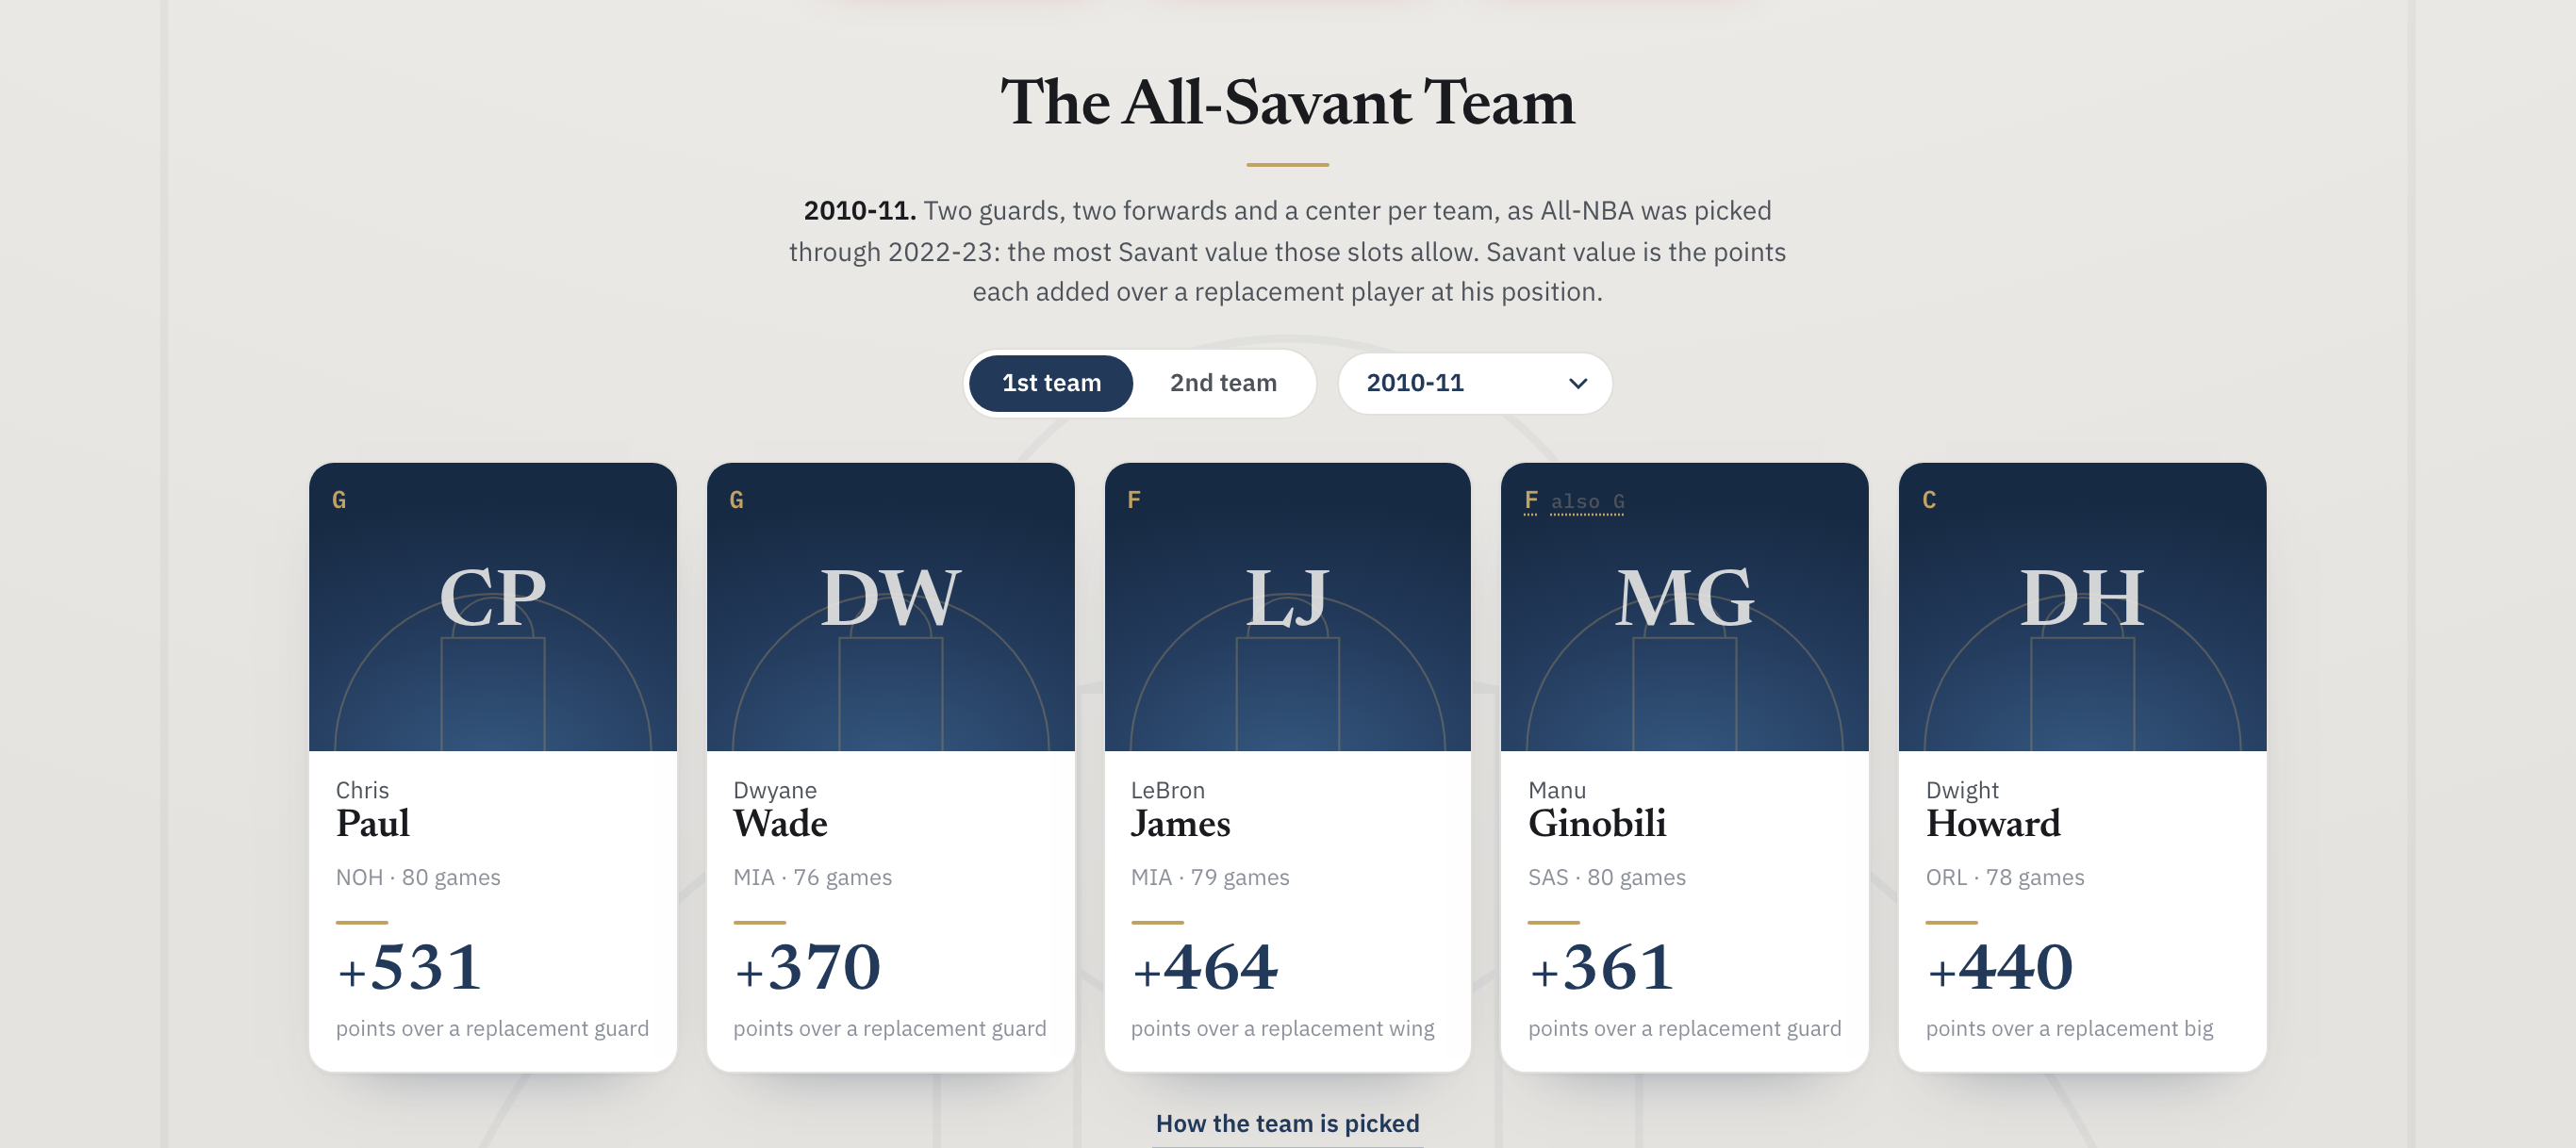 The All-Savant Team
2010-11. Two guards, two forwards and a center per team, as All-NBA was picked
through 2022-23: the most Savant value those slots allow. Savant value is the points
each added over a replacement player at his position.
1st team
2nd team
2010-11
G
CP
Chris
Paul
NOH · 80 games
+531
points over a replacement guard
G
DW
Dwyane
Wade
MIA · 76 games
+370
points over a replacement guard
F
LJ
LeBron
James
MIA · 79 games
+464
points over a replacement wing
F also G
MG
Manu
Ginobili
SAS · 80 games
+361
points over a replacement guard
C
DH
Dwight
Howard
ORL · 78 games
+440
points over a replacement big
How the team is picked